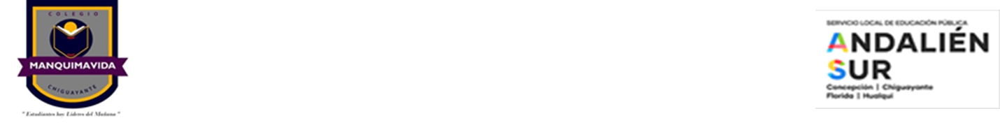 COLEGIO
MANQUIMAVIDA
CHIGUAYANTE
" Estudiantes hoy Líderes del Mañana "
SERVICIO LOCAL DE EDUCACIÓN PÚBLICA
ANDALIÉN
SUR
Concepción | Chiguayante
Florida | Hualqui